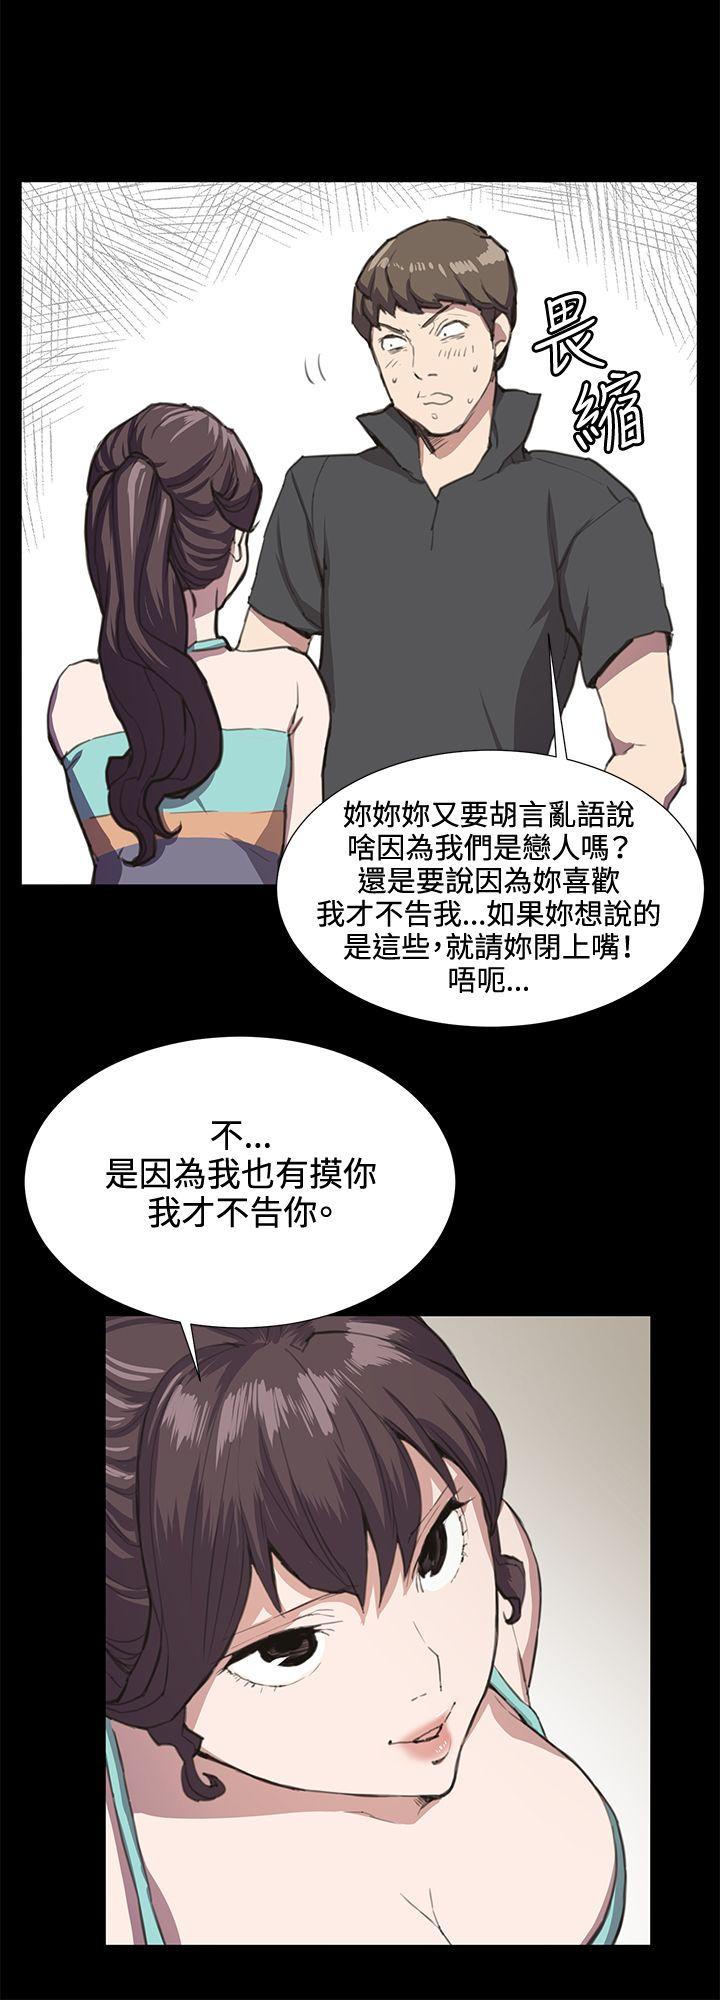 畏
縮
妳妳妳又要胡言亂語說
啥因為我們是戀人嗎？
還是要說因為妳喜歡
我才不告我...如果妳想說的
是這些，就請妳閉上嘴！
唔呃...
不...
是因為我也有摸你
我才不告你。